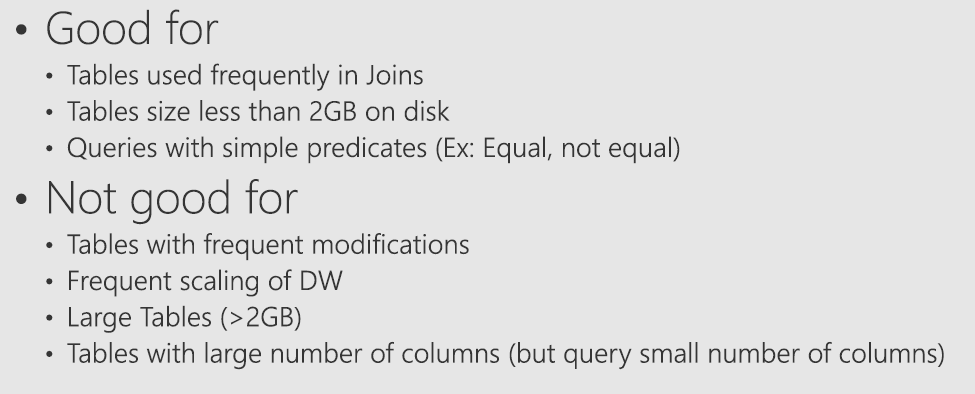 • Good for
• Tables used frequently in Joins
• Tables size less than 2GB on disk
• Queries with simple predicates (Ex: Equal, not equal)
• Not good for
• Tables with frequent modifications
• Frequent scaling of DW
• Large Tables (>2GB)
• Tables with large number of columns (but query small number of columns)